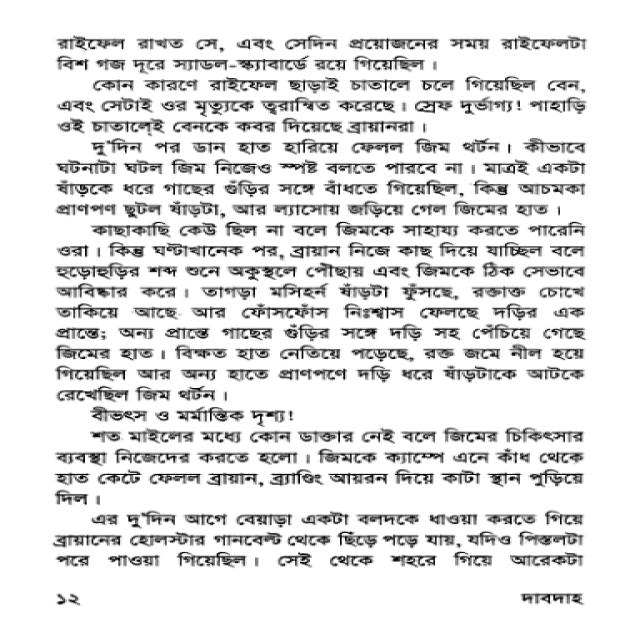 রাইফেল রাখত সে, এবং সেদিন প্রয়োজনের সময় রাইফেলটা
বিশ গজ দূরে স্যাডল-স্ক্যাবার্ডে রয়ে গিয়েছিল।
কোন কারণে রাইফেল ছাড়াই চাতালে চলে গিয়েছিল বেন,
এবং সেটাই ওর মৃত্যুকে ত্বরান্বিত করেছে। স্রেফ দুর্ভাগ্য! পাহাড়ি
ওই চাতালেই বেনকে কবর দিয়েছে ব্রায়ানরা।
দু'দিন পর ডান হাত হারিয়ে ফেলল জিম থর্টন। কীভাবে
ঘটনাটা ঘটল জিম নিজেও স্পষ্ট বলতে পারবে না। মাত্রই একটা
ষাঁড়কে ধরে গাছের গুঁড়ির সঙ্গে বাঁধতে গিয়েছিল, কিন্তু আচমকা
প্রাণপণ ছুটল ষাঁড়টা, আর ল্যাসোয় জড়িয়ে গেল জিমের হাত।
কাছাকাছি কেউ ছিল না বলে জিমকে সাহায্য করতে পারেনি
ওরা। কিন্তু ঘণ্টাখানেক পর, ব্রায়ান নিজে কাছ দিয়ে যাচ্ছিল বলে
হুড়োহুড়ির শব্দ শুনে অকুস্থলে পৌঁছায় এবং জিমকে ঠিক সেভাবে
আবিষ্কার করে। তাগড়া মসিহর্ন ষাঁড়টা ফুঁসছে, রক্তাক্ত চোখে
তাকিয়ে আছে আর ফোঁসফোঁস নিঃশ্বাস ফেলছে দড়ির এক
প্রান্তে; অন্য প্রান্তে গাছের গুঁড়ির সঙ্গে দড়ি সহ পেঁচিয়ে গেছে
জিমের হাত। বিক্ষত হাত নেতিয়ে পড়েছে, রক্ত জমে নীল হয়ে
গিয়েছিল আর অন্য হাতে প্রাণপণে দড়ি ধরে ষাঁড়টাকে আটকে
রেখেছিল জিম থর্টন।
বীভৎস ও মর্মান্তিক দৃশ্য!
শত মাইলের মধ্যে কোন ডাক্তার নেই বলে জিমের চিকিৎসার
ব্যবস্থা নিজেদের করতে হলো। জিমকে ক্যাম্পে এনে কাঁধ থেকে
হাত কেটে ফেলল ব্রায়ান, ব্র্যাণ্ডিং আয়রন দিয়ে কাটা স্থান পুড়িয়ে
দিল।
এর দু'দিন আগে বেয়াড়া একটা বলদকে ধাওয়া করতে গিয়ে
ব্রায়ানের হোলস্টার গানবেল্ট থেকে ছিঁড়ে পড়ে যায়, যদিও পিস্তলটা
পরে পাওয়া গিয়েছিল। সেই থেকে শহরে গিয়ে আরেকটা
১২ দাবদাহ